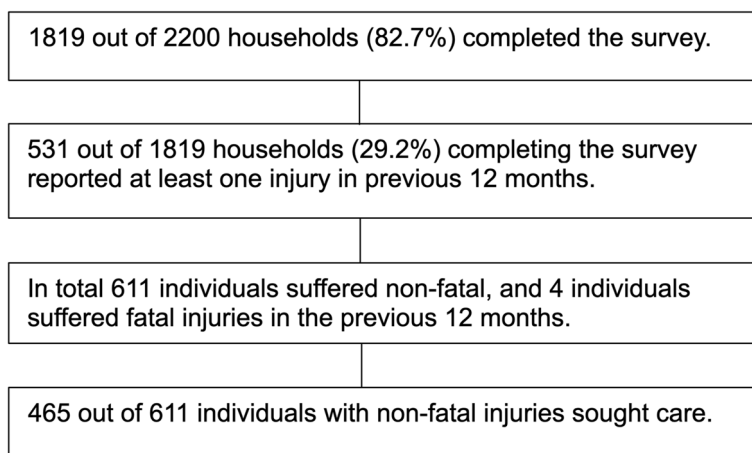 1819 out of 2200 households (82.7%) completed the survey.
531 out of 1819 households (29.2%) completing the survey
reported at least one injury in previous 12 months.
In total 611 individuals suffered non-fatal, and 4 individuals
suffered fatal injuries in the previous 12 months.
465 out of 611 individuals with non-fatal injuries sought care.